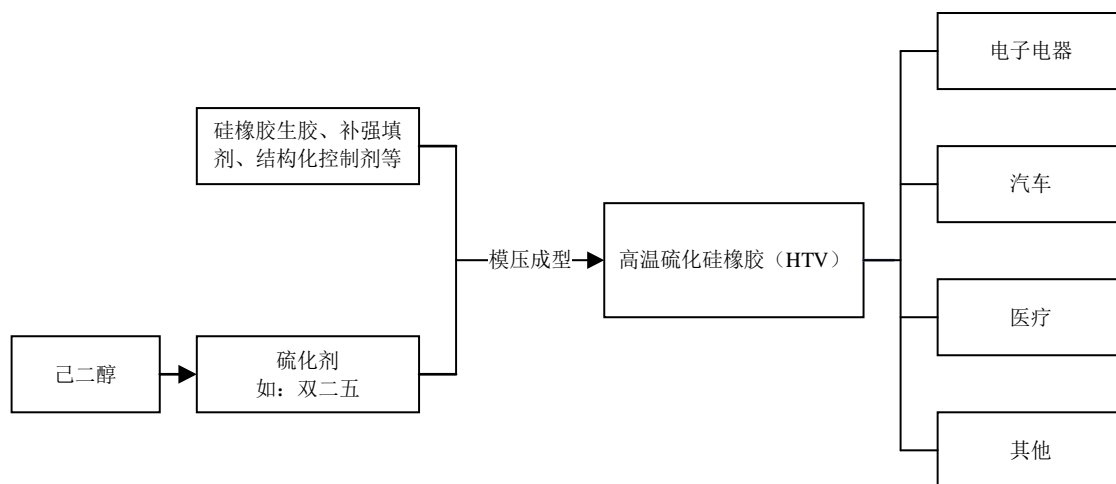 电子电器
硅橡胶生胶、补强填
剂、结构化控制剂等
汽车
模压成型
高温硫化硅橡胶（HTV）
医疗
己二醇
硫化剂
如：双二五
其他